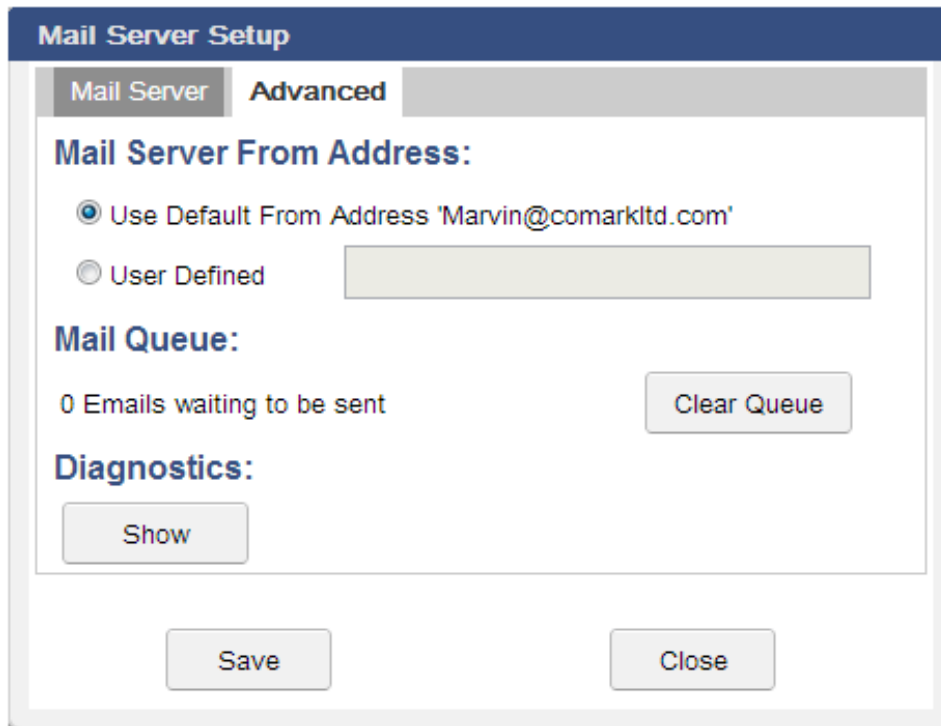 Mail Server Setup
Mail Server Advanced
Mail Server From Address:
Use Default From Address 'Marvin@comarkltd.com'
User Defined
Mail Queue:
0 Emails waiting to be sent Clear Queue
Diagnostics:
Show
Save Close